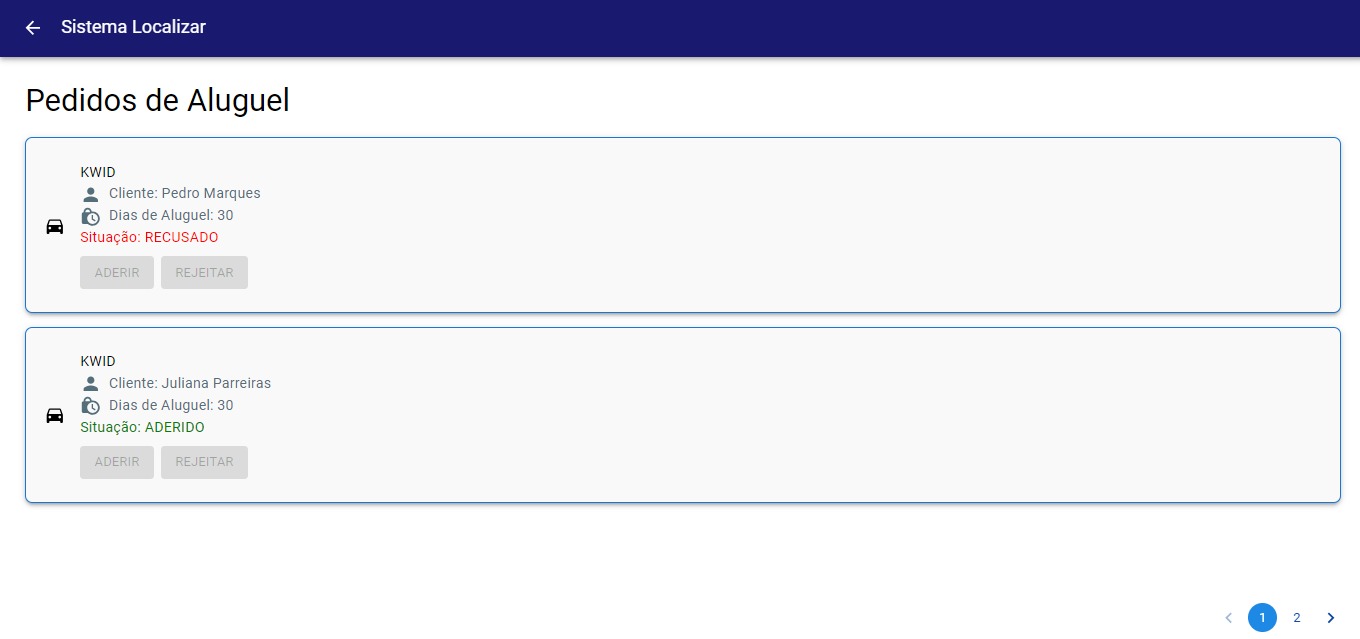 Sistema Localizar
Pedidos de Aluguel
KWID
Cliente: Pedro Marques
Dias de Aluguel: 30
Situação: RECUSADO
ADERIR REJEITAR
KWID
Cliente: Juliana Parreiras
Dias de Aluguel: 30
Situação: ADERIDO
ADERIR REJEITAR
1 2